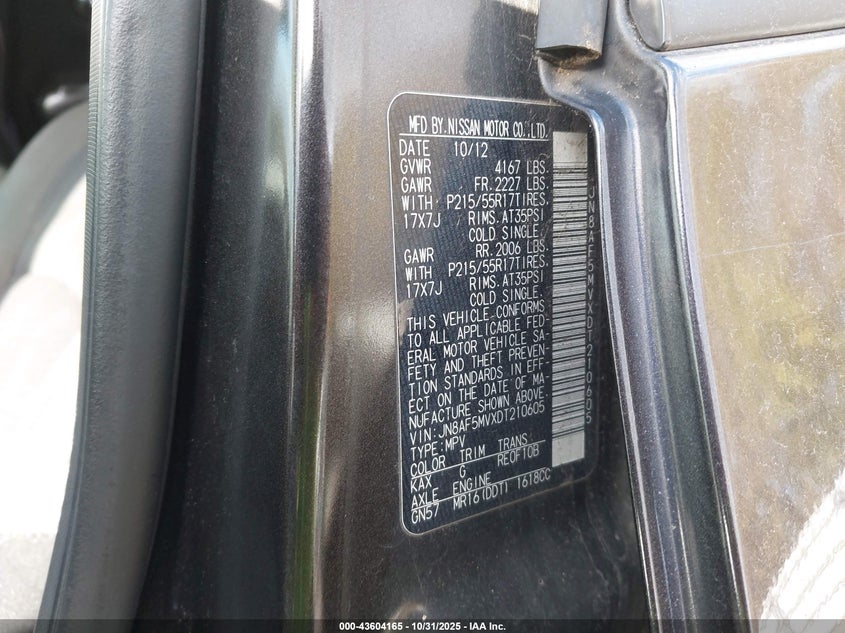 MFD BY.NISSAN MOTOR CO.,LTD.
DATE 10/12
GVWR 4167 LBS.
GAWR FR.2227 LBS.
WITH P215/55R17TIRES.
17X7J RIMS.AT35PSI
COLD SINGLE.
GAWR RR.2006 LBS.
WITH P215/55R17TIRES.
17X7J RIMS.AT35PSI
COLD SINGLE.
THIS VEHICLE CONFORMS
TO ALL APPLICABLE FED-
ERAL MOTOR VEHICLE SA-
FETY AND THEFT PREVEN-
TION STANDARDS IN EFF-
ECT ON THE DATE OF MA-
NUFACTURE SHOWN ABOVE.
VIN:JN8AF5MVXDT210605
TYPE:MPV
COLOR TRIM TRANS
KAX G RE0F10B
AXLE ENGINE
GN57 MR16(DDT) 1618CC
JN8AF5MVXDT210605
000-43604165 - 10/31/2025 - IAA Inc.